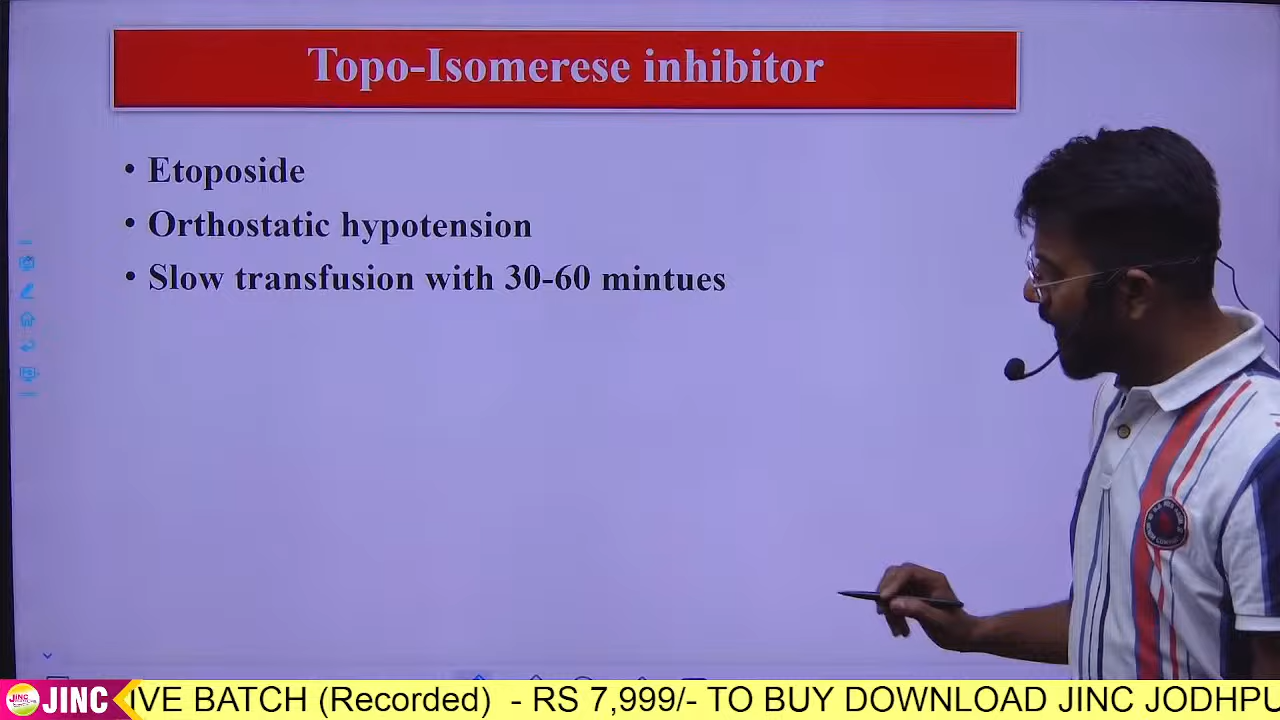 Topo-Isomerese inhibitor
• Etoposide
• Orthostatic hypotension
• Slow transfusion with 30-60 mintues
JINC
JINC
IVE BATCH (Recorded) - RS 7,999/- TO BUY DOWNLOAD JINC JODHPU